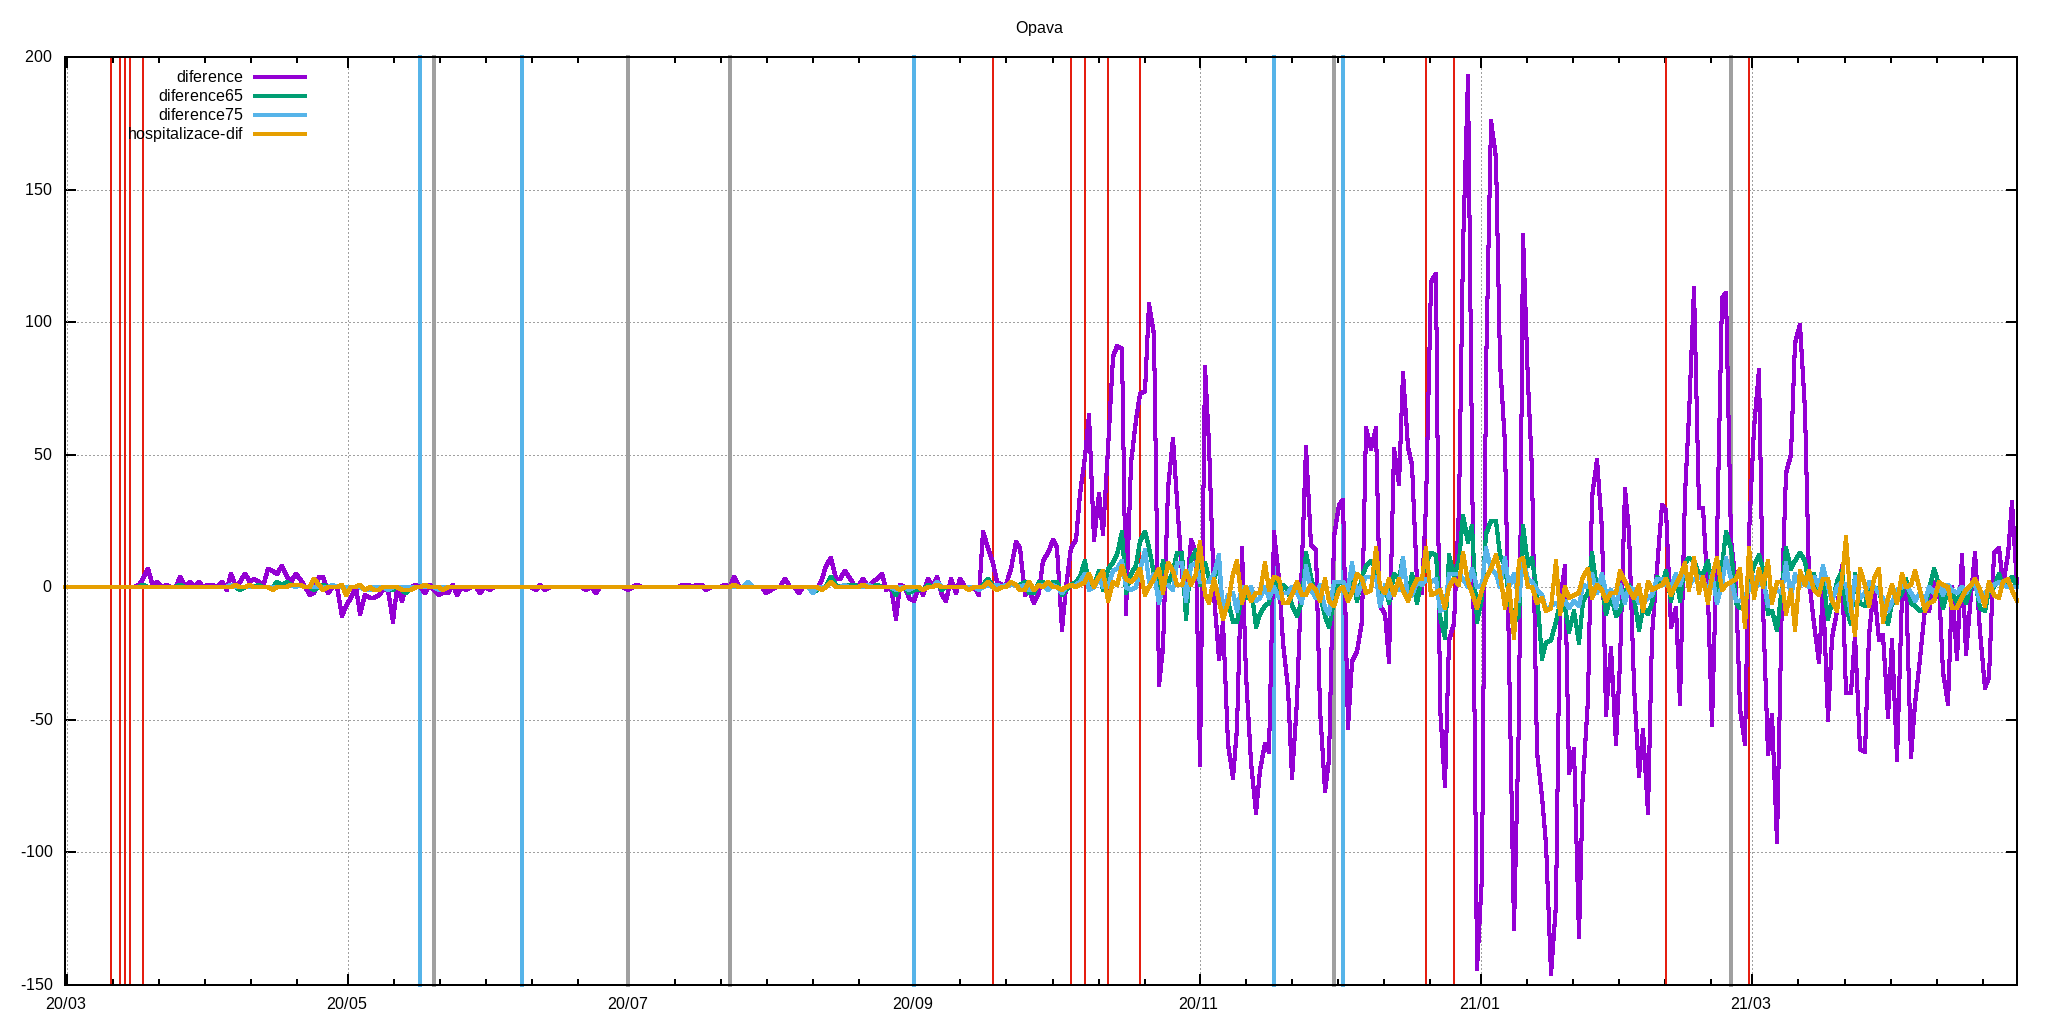 Opava
200
diference
diference65
diference75
hospitalizace-dif
150
100
50
0
-50
-100
-150
20/03 20/05 20/07 20/09 20/11 21/01 21/03